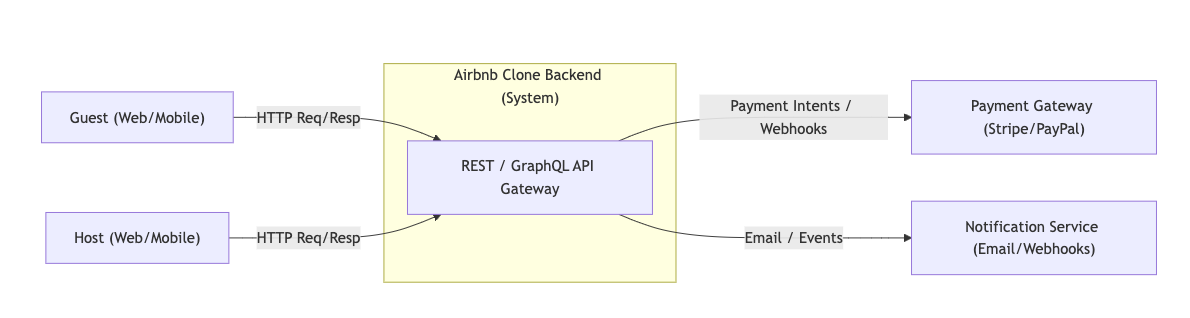 Airbnb Clone Backend
(System)
Guest (Web/Mobile)
HTTP Req/Resp
Payment Intents /
Webhooks
Payment Gateway
(Stripe/PayPal)
REST / GraphQL API
Gateway
Host (Web/Mobile)
HTTP Req/Resp
Email / Events
Notification Service
(Email/Webhooks)